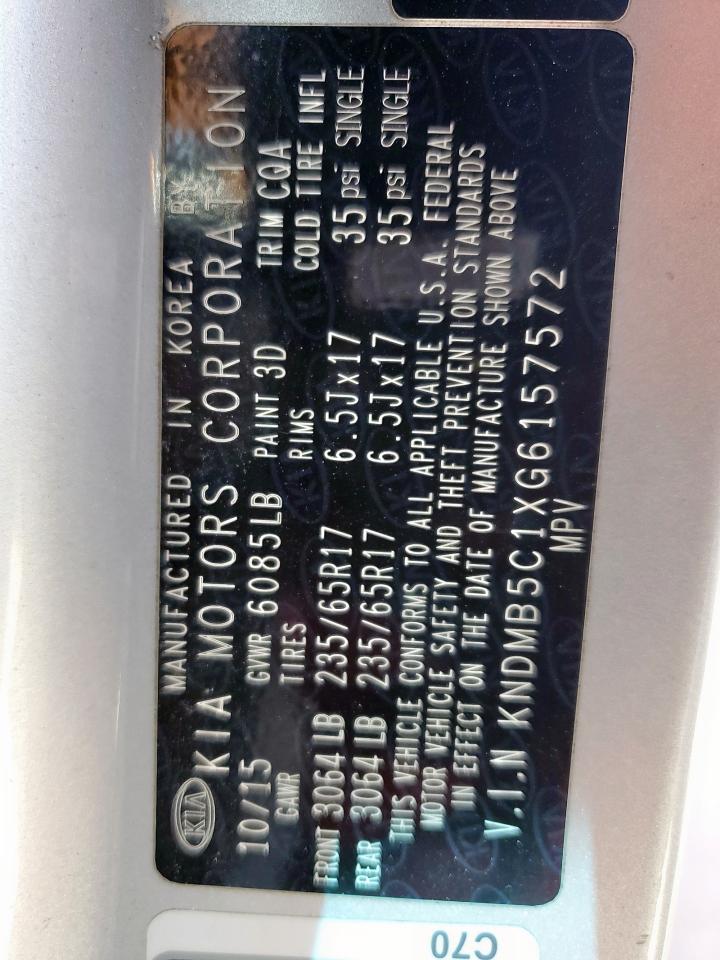 MANUFACTURED IN KOREA BY
KIA KIA MOTORS CORPORATION
10/15 GVWR 6085LB PAINT 3D TRIM CQA
GAWR TIRES RIMS COLD TIRE INFL
FRONT 3064LB 235/65R17 6.5Jx17 35psi SINGLE
REAR 3064LB 235/65R17 6.5Jx17 35psi SINGLE
THIS VEHICLE CONFORMS TO ALL APPLICABLE U.S.A. FEDERAL
MOTOR VEHICLE SAFETY AND THEFT PREVENTION STANDARDS
IN EFFECT ON THE DATE OF MANUFACTURE SHOWN ABOVE
V.I.N KNDMB5C1XG6157572
MPV
C70